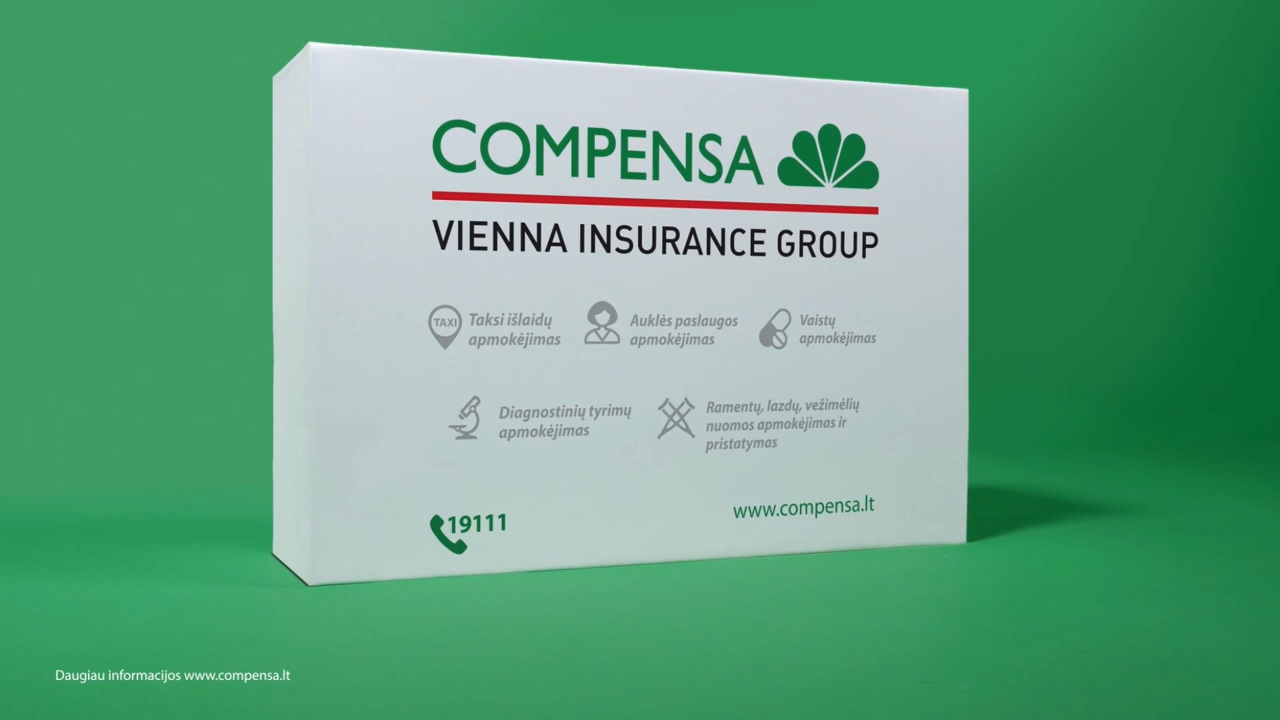 COMPENSA
VIENNA INSURANCE GROUP
TAXI
Taksi išlaidų
apmokėjimas
Auklės paslaugos
apmokėjimas
Vaistų
apmokėjimas
Diagnostinių tyrimų
apmokėjimas
Ramentų, lazdų, vežimėlių
nuomos apmokėjimas ir
pristatymas
19111
www.compensa.lt
Daugiau informacijos www.compensa.lt